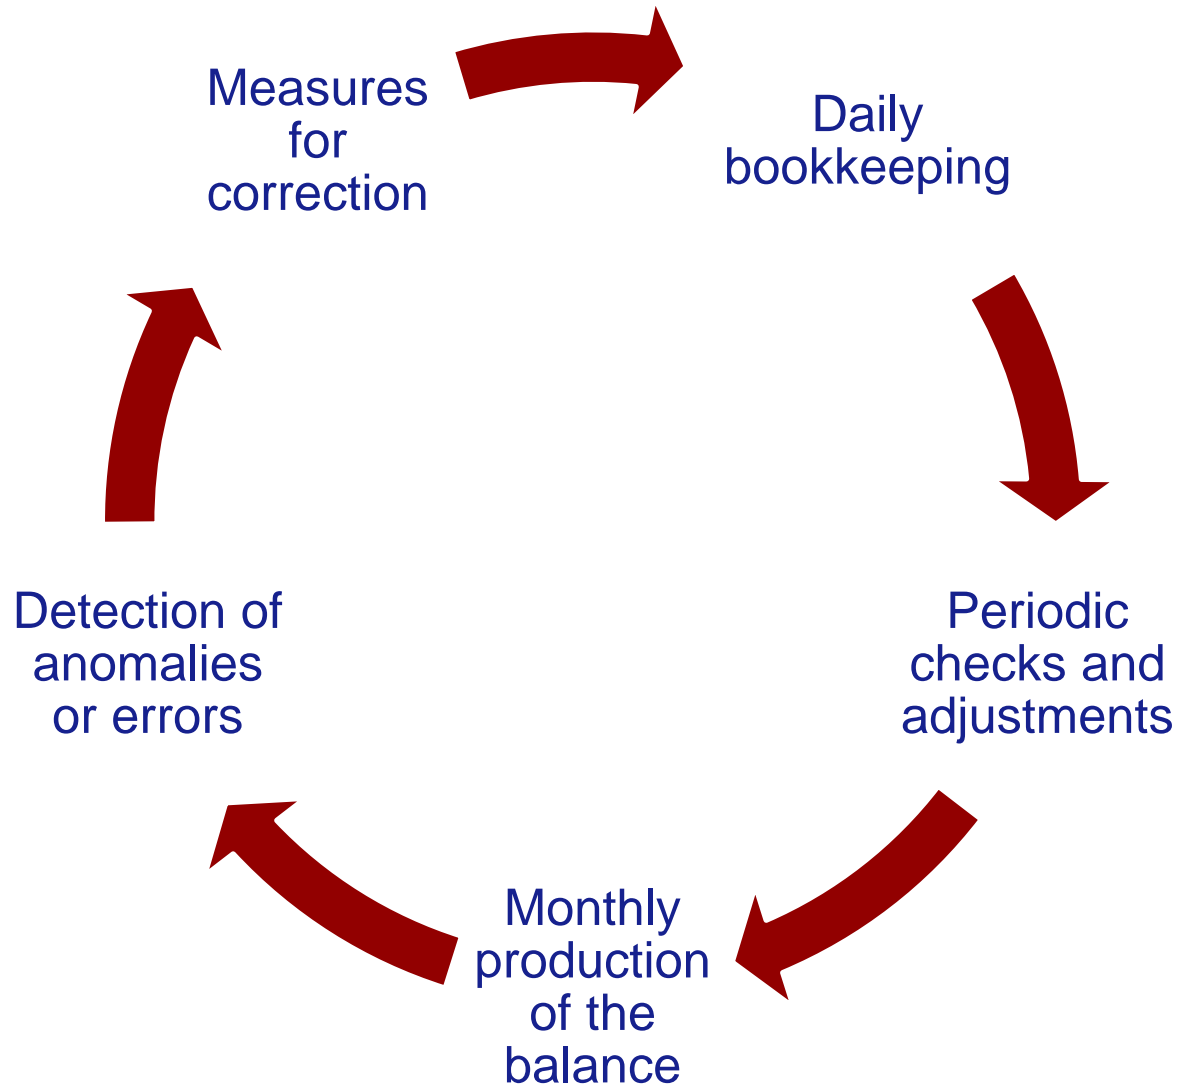 Measures
for
correction
Daily
bookkeeping
Periodic
checks and
adjustments
Monthly
production
of the
balance
Detection of
anomalies
or errors